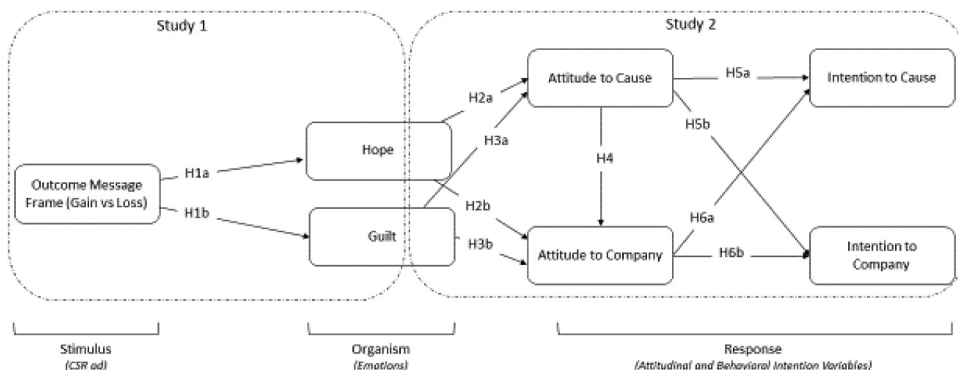 Study 1
Study 2
Attitude to Cause
H5a
Intention to Cause
H2a
H5b
H3a
Hope
H4
H1a
Outcome Message
Frame (Gain vs Loss)
H2b
H6a
H1b
Guilt
H3b
Attitude to Company
H6b
Intention to
Company
Stimulus
(CSR ad)
Organism
(Emotions)
Response
(Attitudinal and Behavioral Intention Variables)